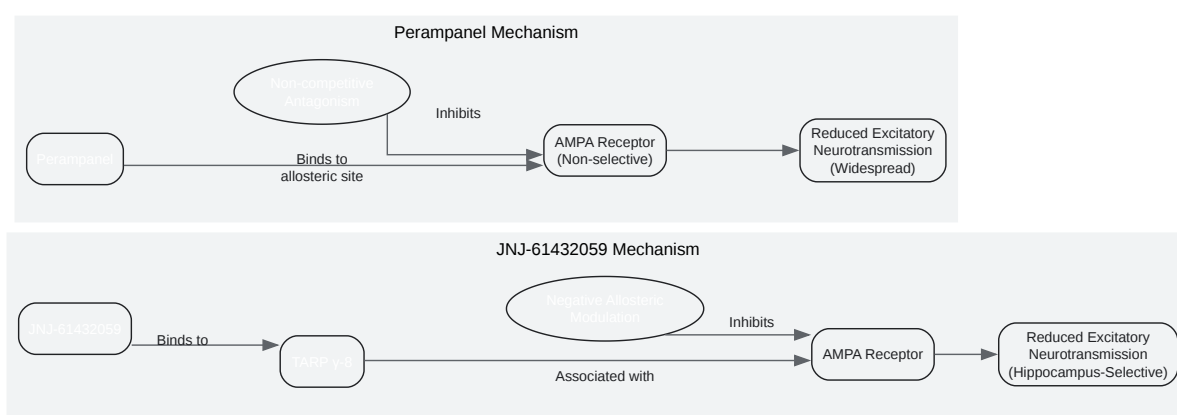 Perampanel Mechanism
Non-competitive
Antagonism
Inhibits
Perampanel
Binds to
allosteric site
AMPA Receptor
(Non-selective)
Reduced Excitatory
Neurotransmission
(Widespread)
JNJ-61432059 Mechanism
Negative Allosteric
Modulation
JNJ-61432059
Binds to
TARP γ-8
Inhibits
Associated with
AMPA Receptor
Reduced Excitatory
Neurotransmission
(Hippocampus-Selective)